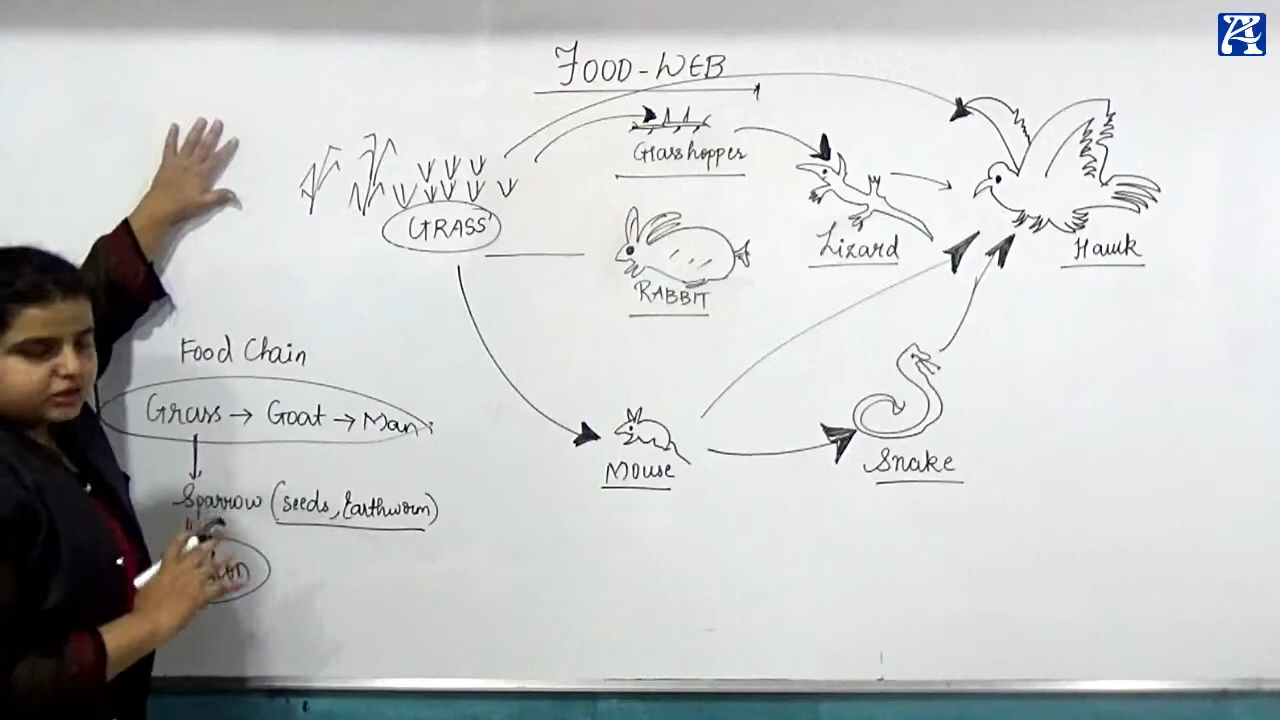 FOOD-WEB
Grasshopper
GRASS
Lizard
Hawk
RABBIT
Food Chain
Grass → Goat → Man
Sparrow (seeds, Earthworm)
Mouse
Snake